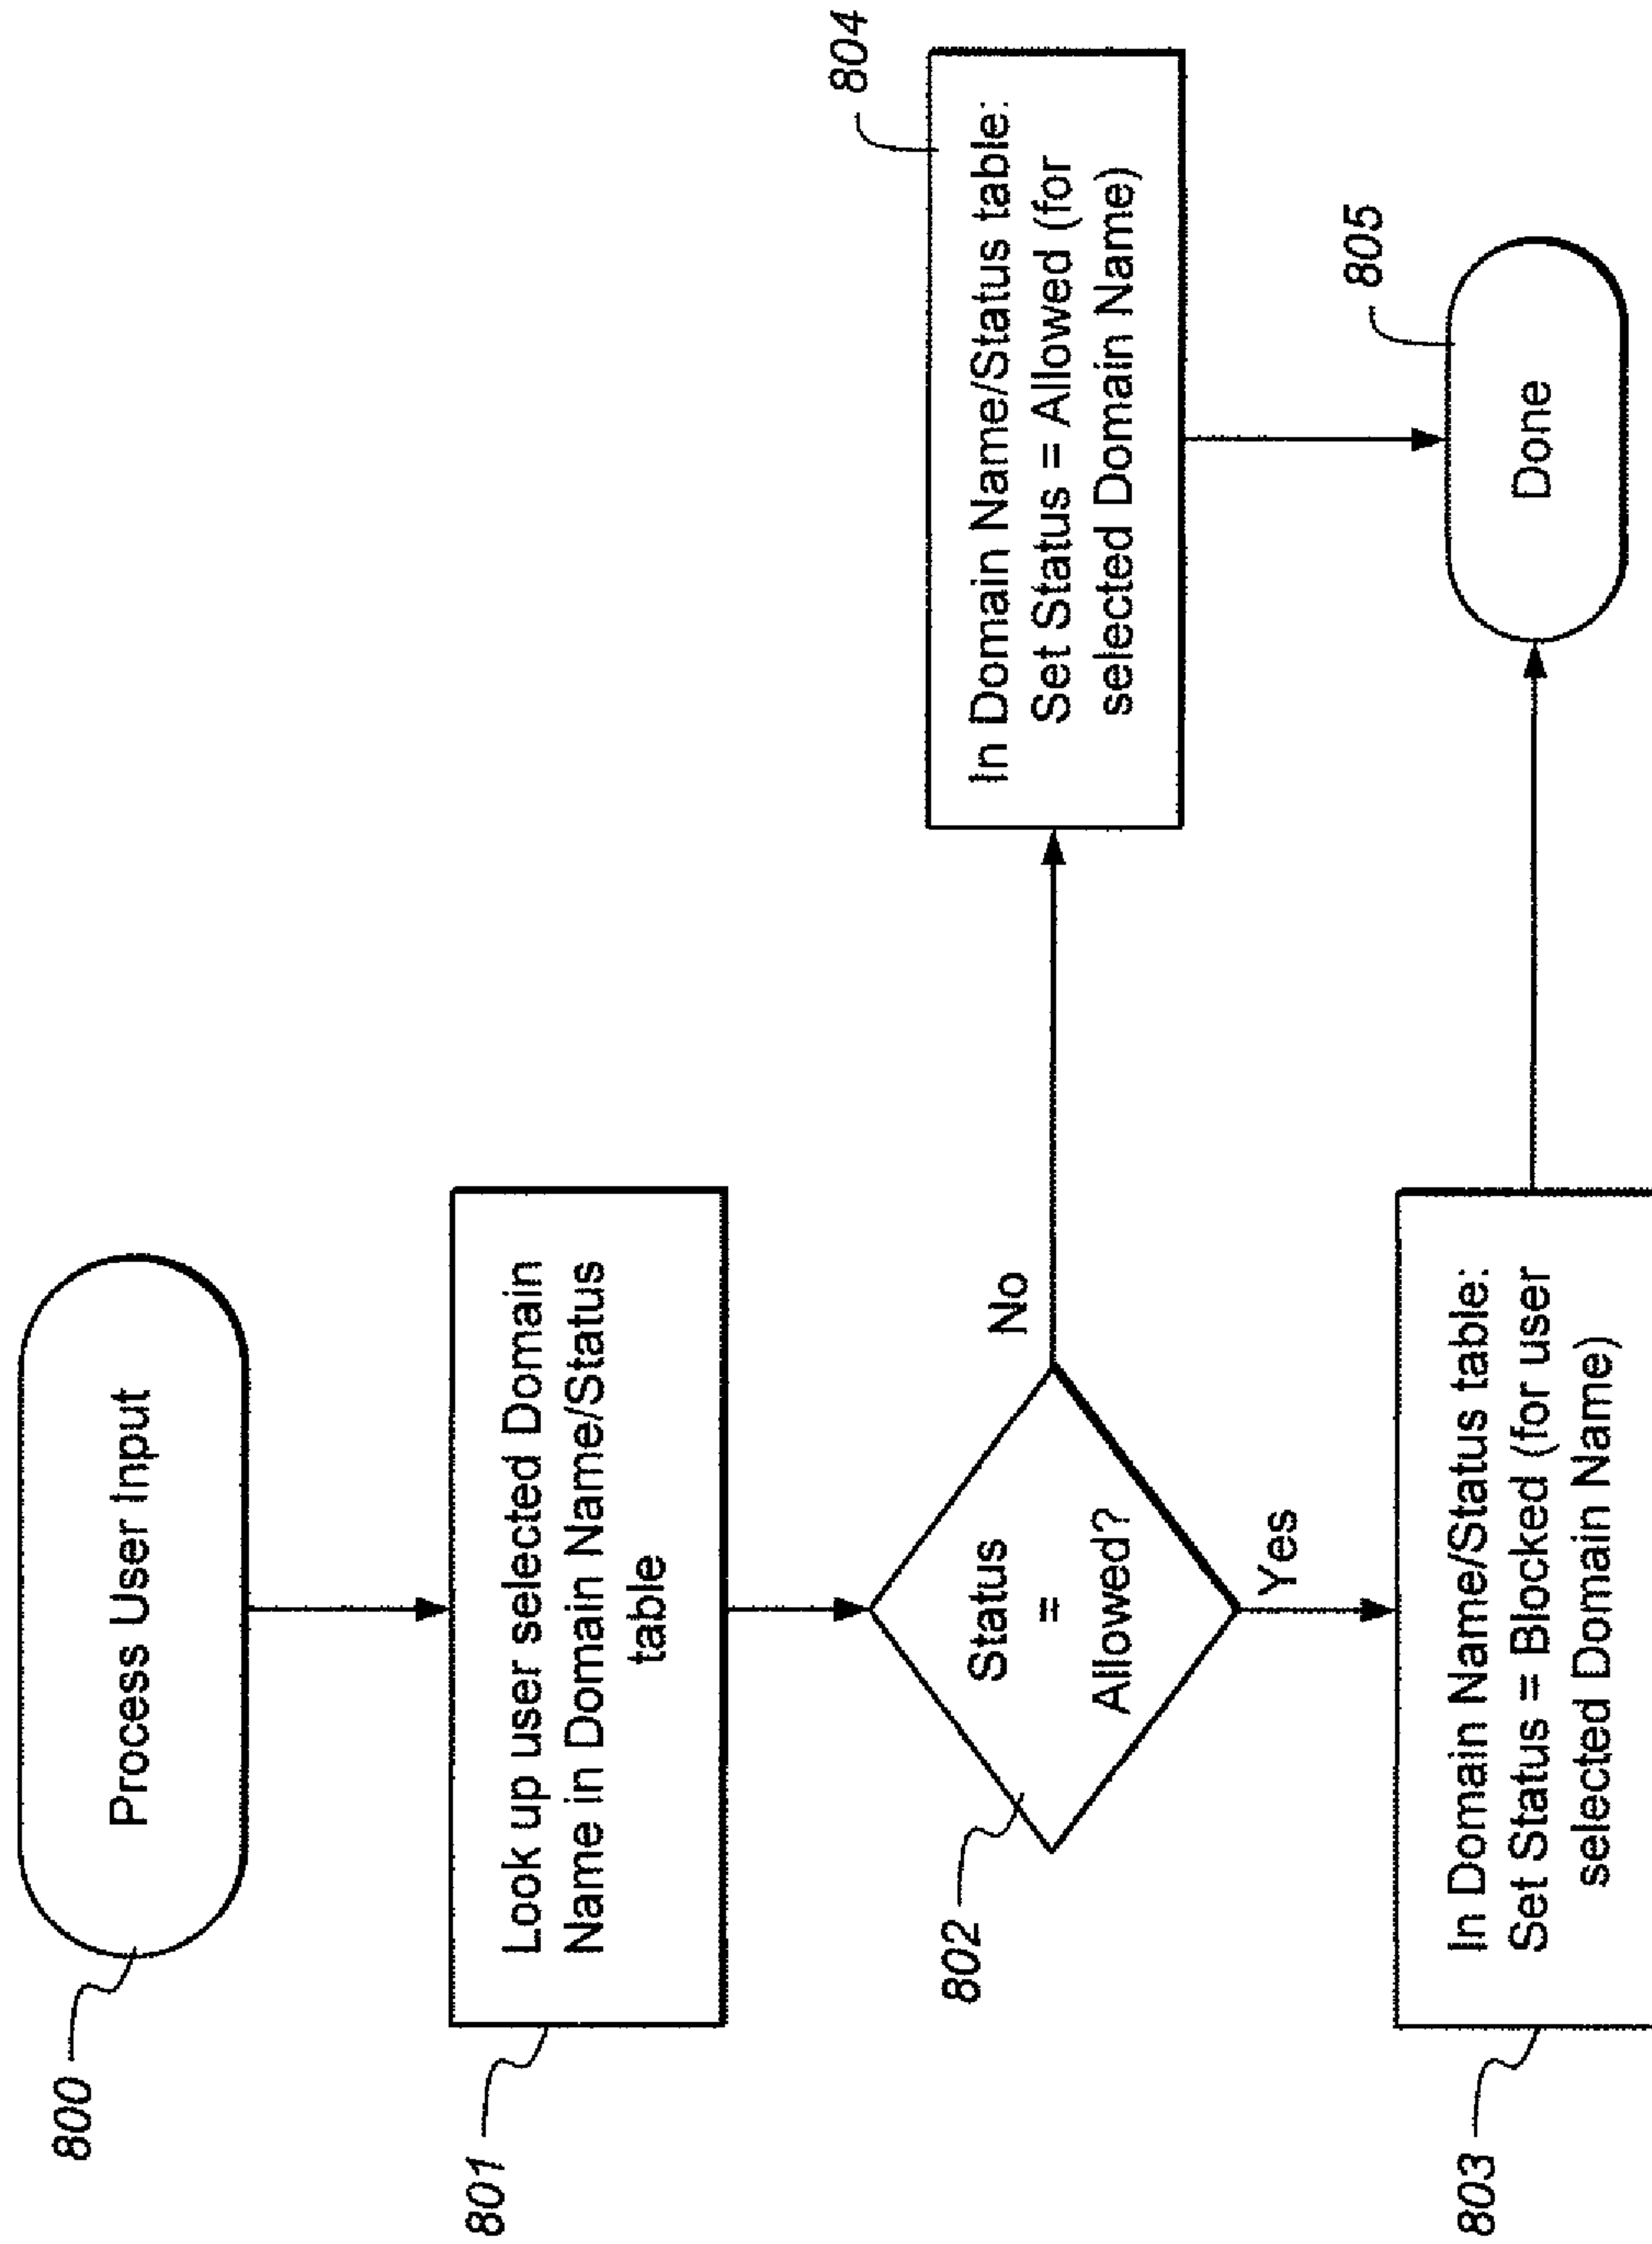 800
Process User Input
801
Look up user selected Domain
Name in Domain Name/Status
table
802
Status
=
Allowed?
No
Yes
804
In Domain Name/Status table:
Set Status = Allowed (for
selected Domain Name)
803
In Domain Name/Status table:
Set Status = Blocked (for user
selected Domain Name)
805
Done